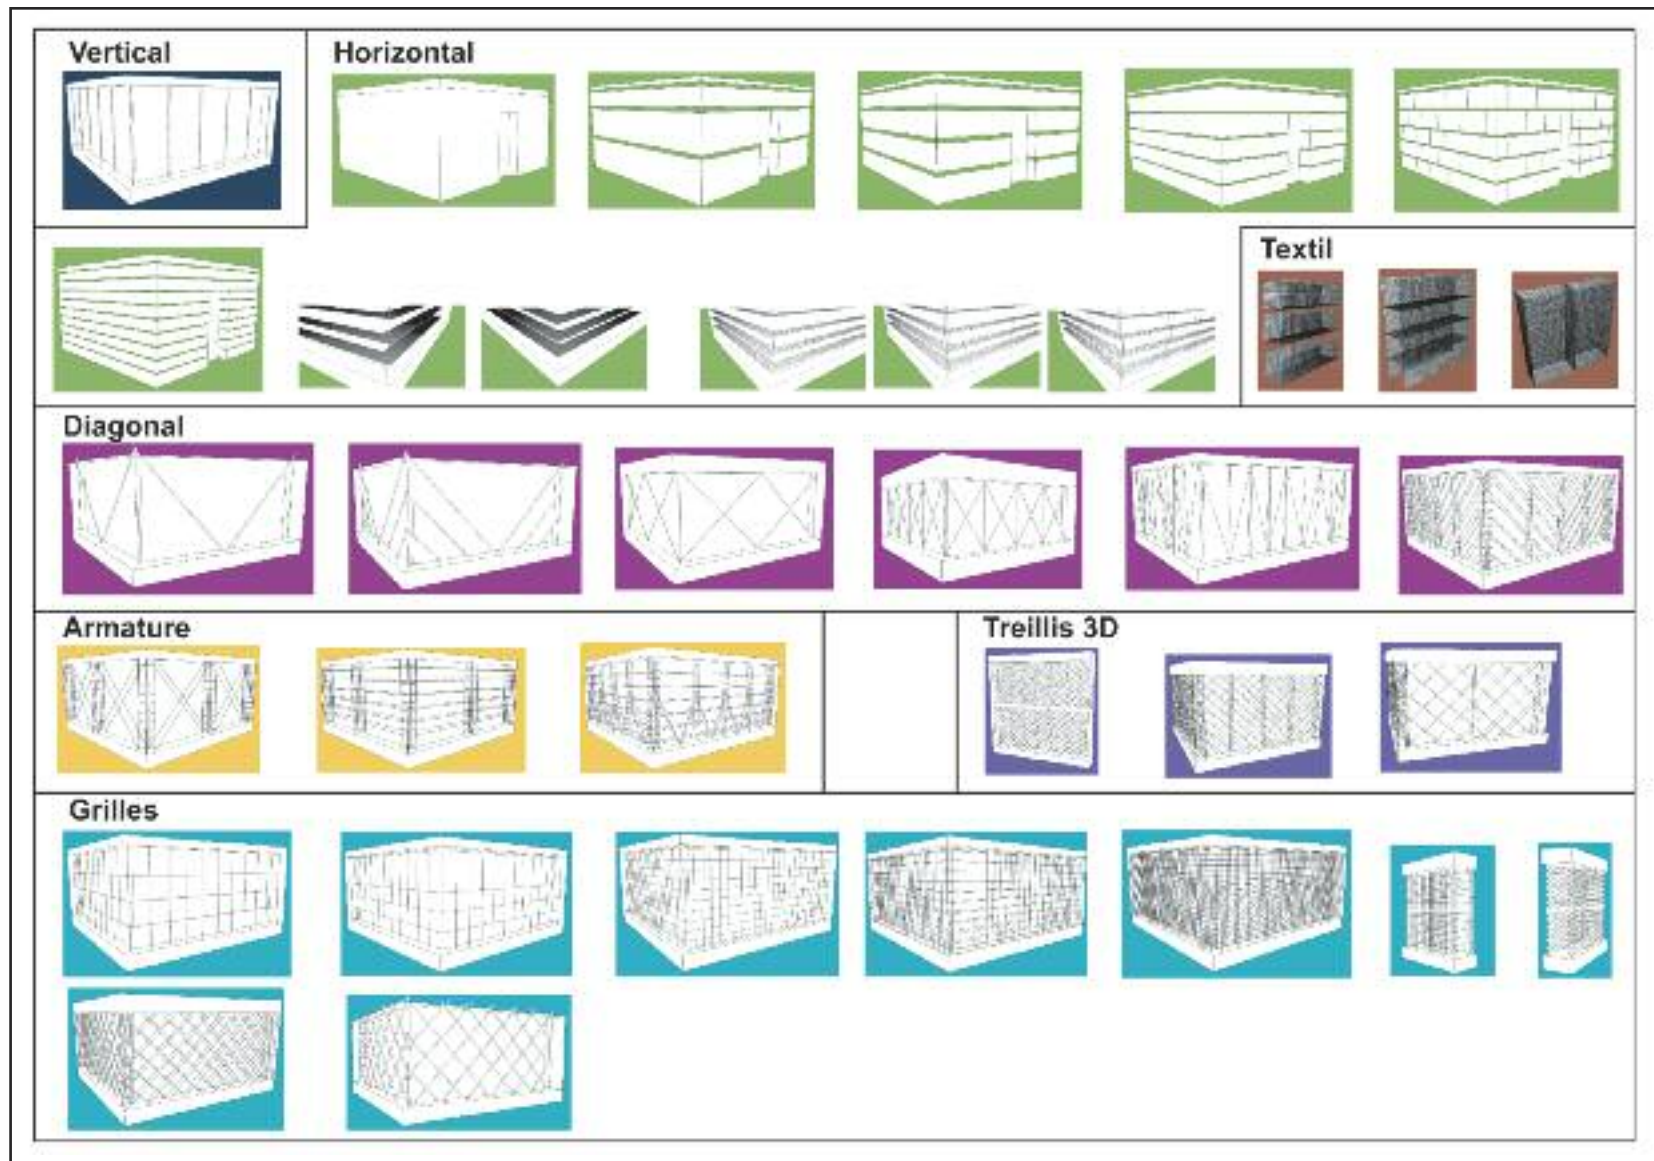 Vertical
Horizontal
Textil
Diagonal
Armature
Treillis 3D
Grilles